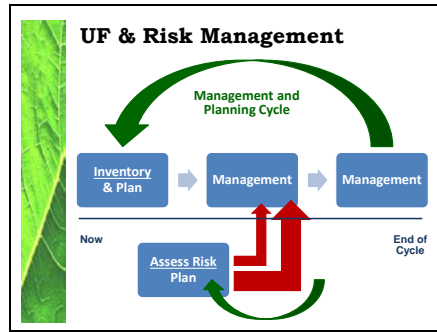 UF & Risk Management
Management and
Planning Cycle
Inventory
& Plan
Management
Management
Now
End of
Cycle
Assess Risk
Plan